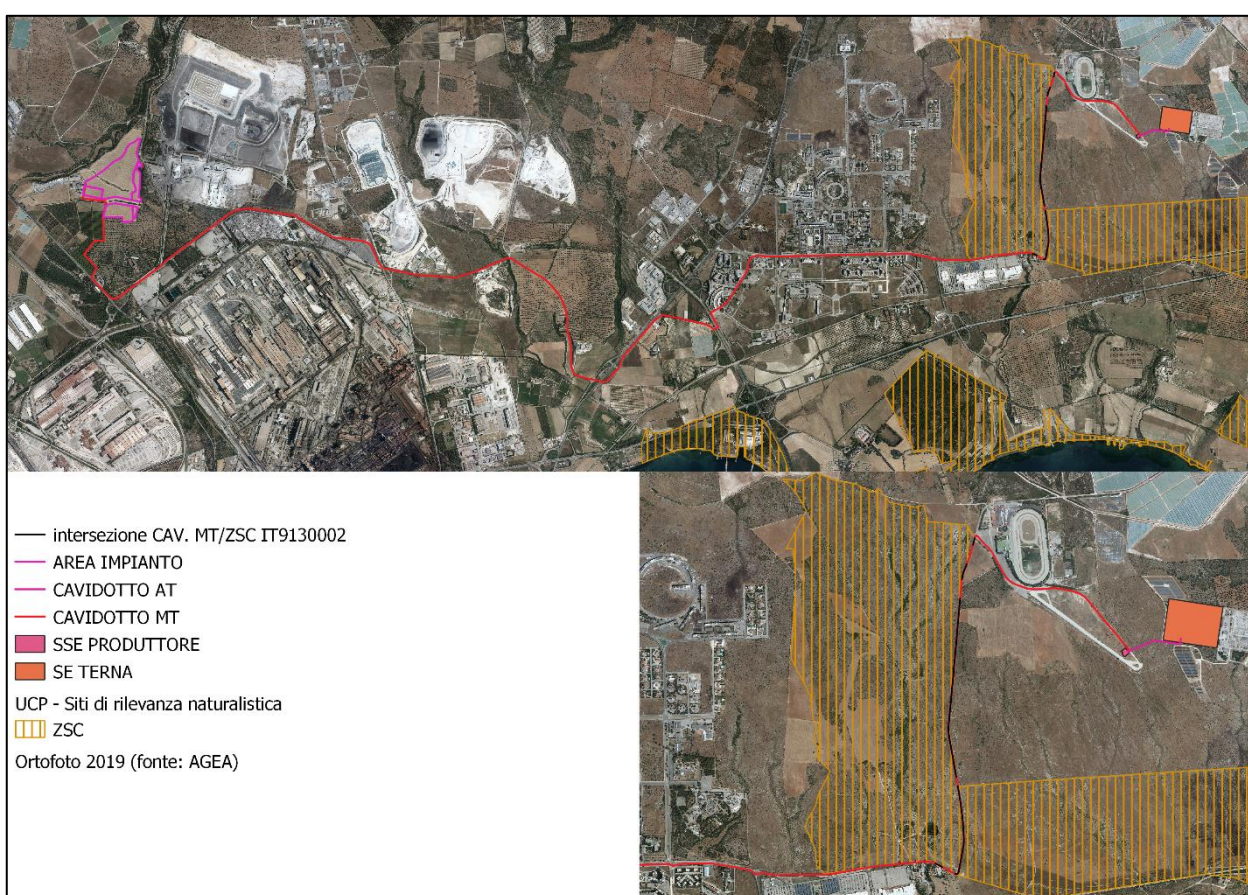 intersezione CAV. MT/ZSC IT9130002
AREA IMPIANTO
CAVIDOTTO AT
CAVIDOTTO MT
SSE PRODUTTORE
SE TERNA
UCP - Siti di rilevanza naturalistica
ZSC
Ortofoto 2019 (fonte: AGEA)